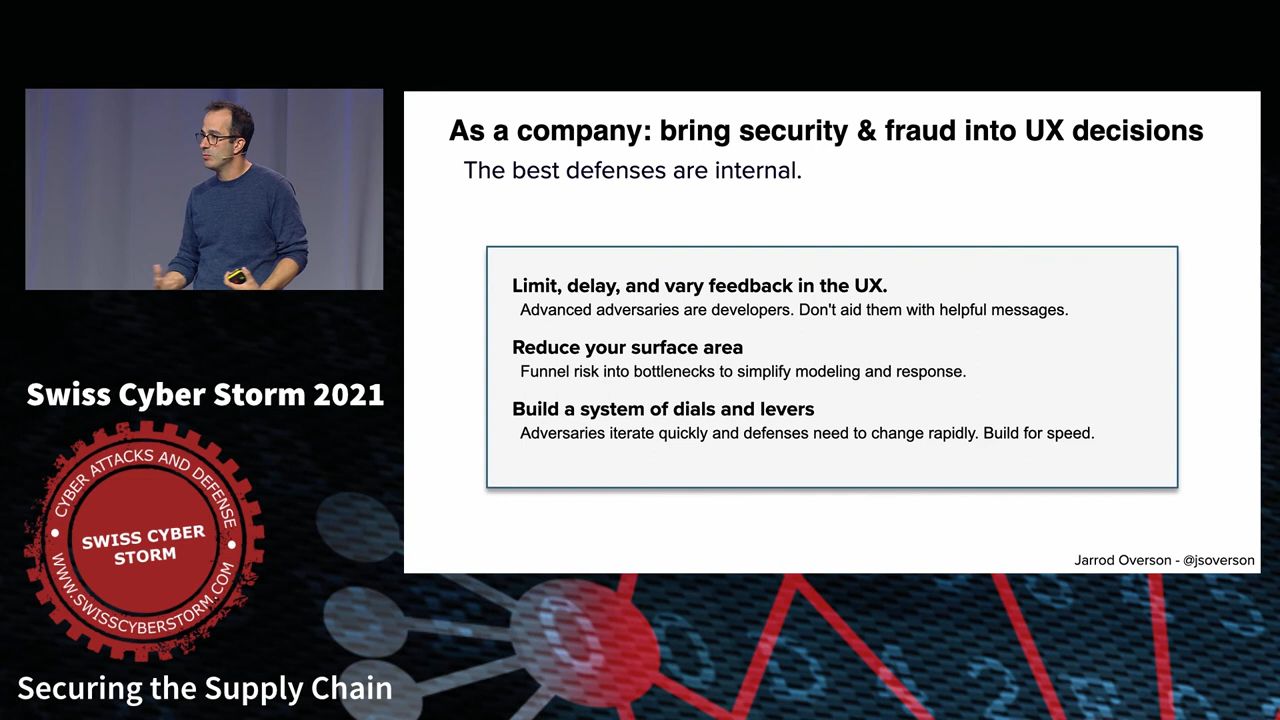 As a company: bring security & fraud into UX decisions
The best defenses are internal.
Limit, delay, and vary feedback in the UX.
Advanced adversaries are developers. Don't aid them with helpful messages.
Reduce your surface area
Funnel risk into bottlenecks to simplify modeling and response.
Build a system of dials and levers
Adversaries iterate quickly and defenses need to change rapidly. Build for speed.
Jarrod Overson - @jsoverson
Swiss Cyber Storm 2021
CYBER ATTACKS AND DEFENSE
SWISS CYBER
STORM
WWW.SWISSCYBERSTORM.COM
Securing the Supply Chain